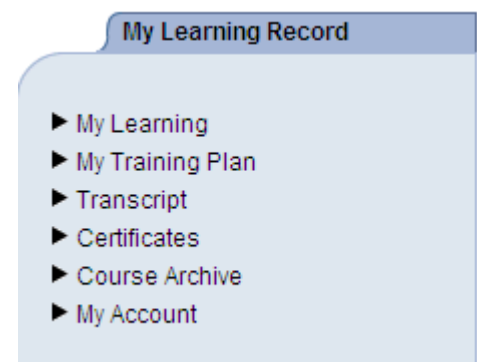 My Learning Record
My Learning
My Training Plan
Transcript
Certificates
Course Archive
My Account